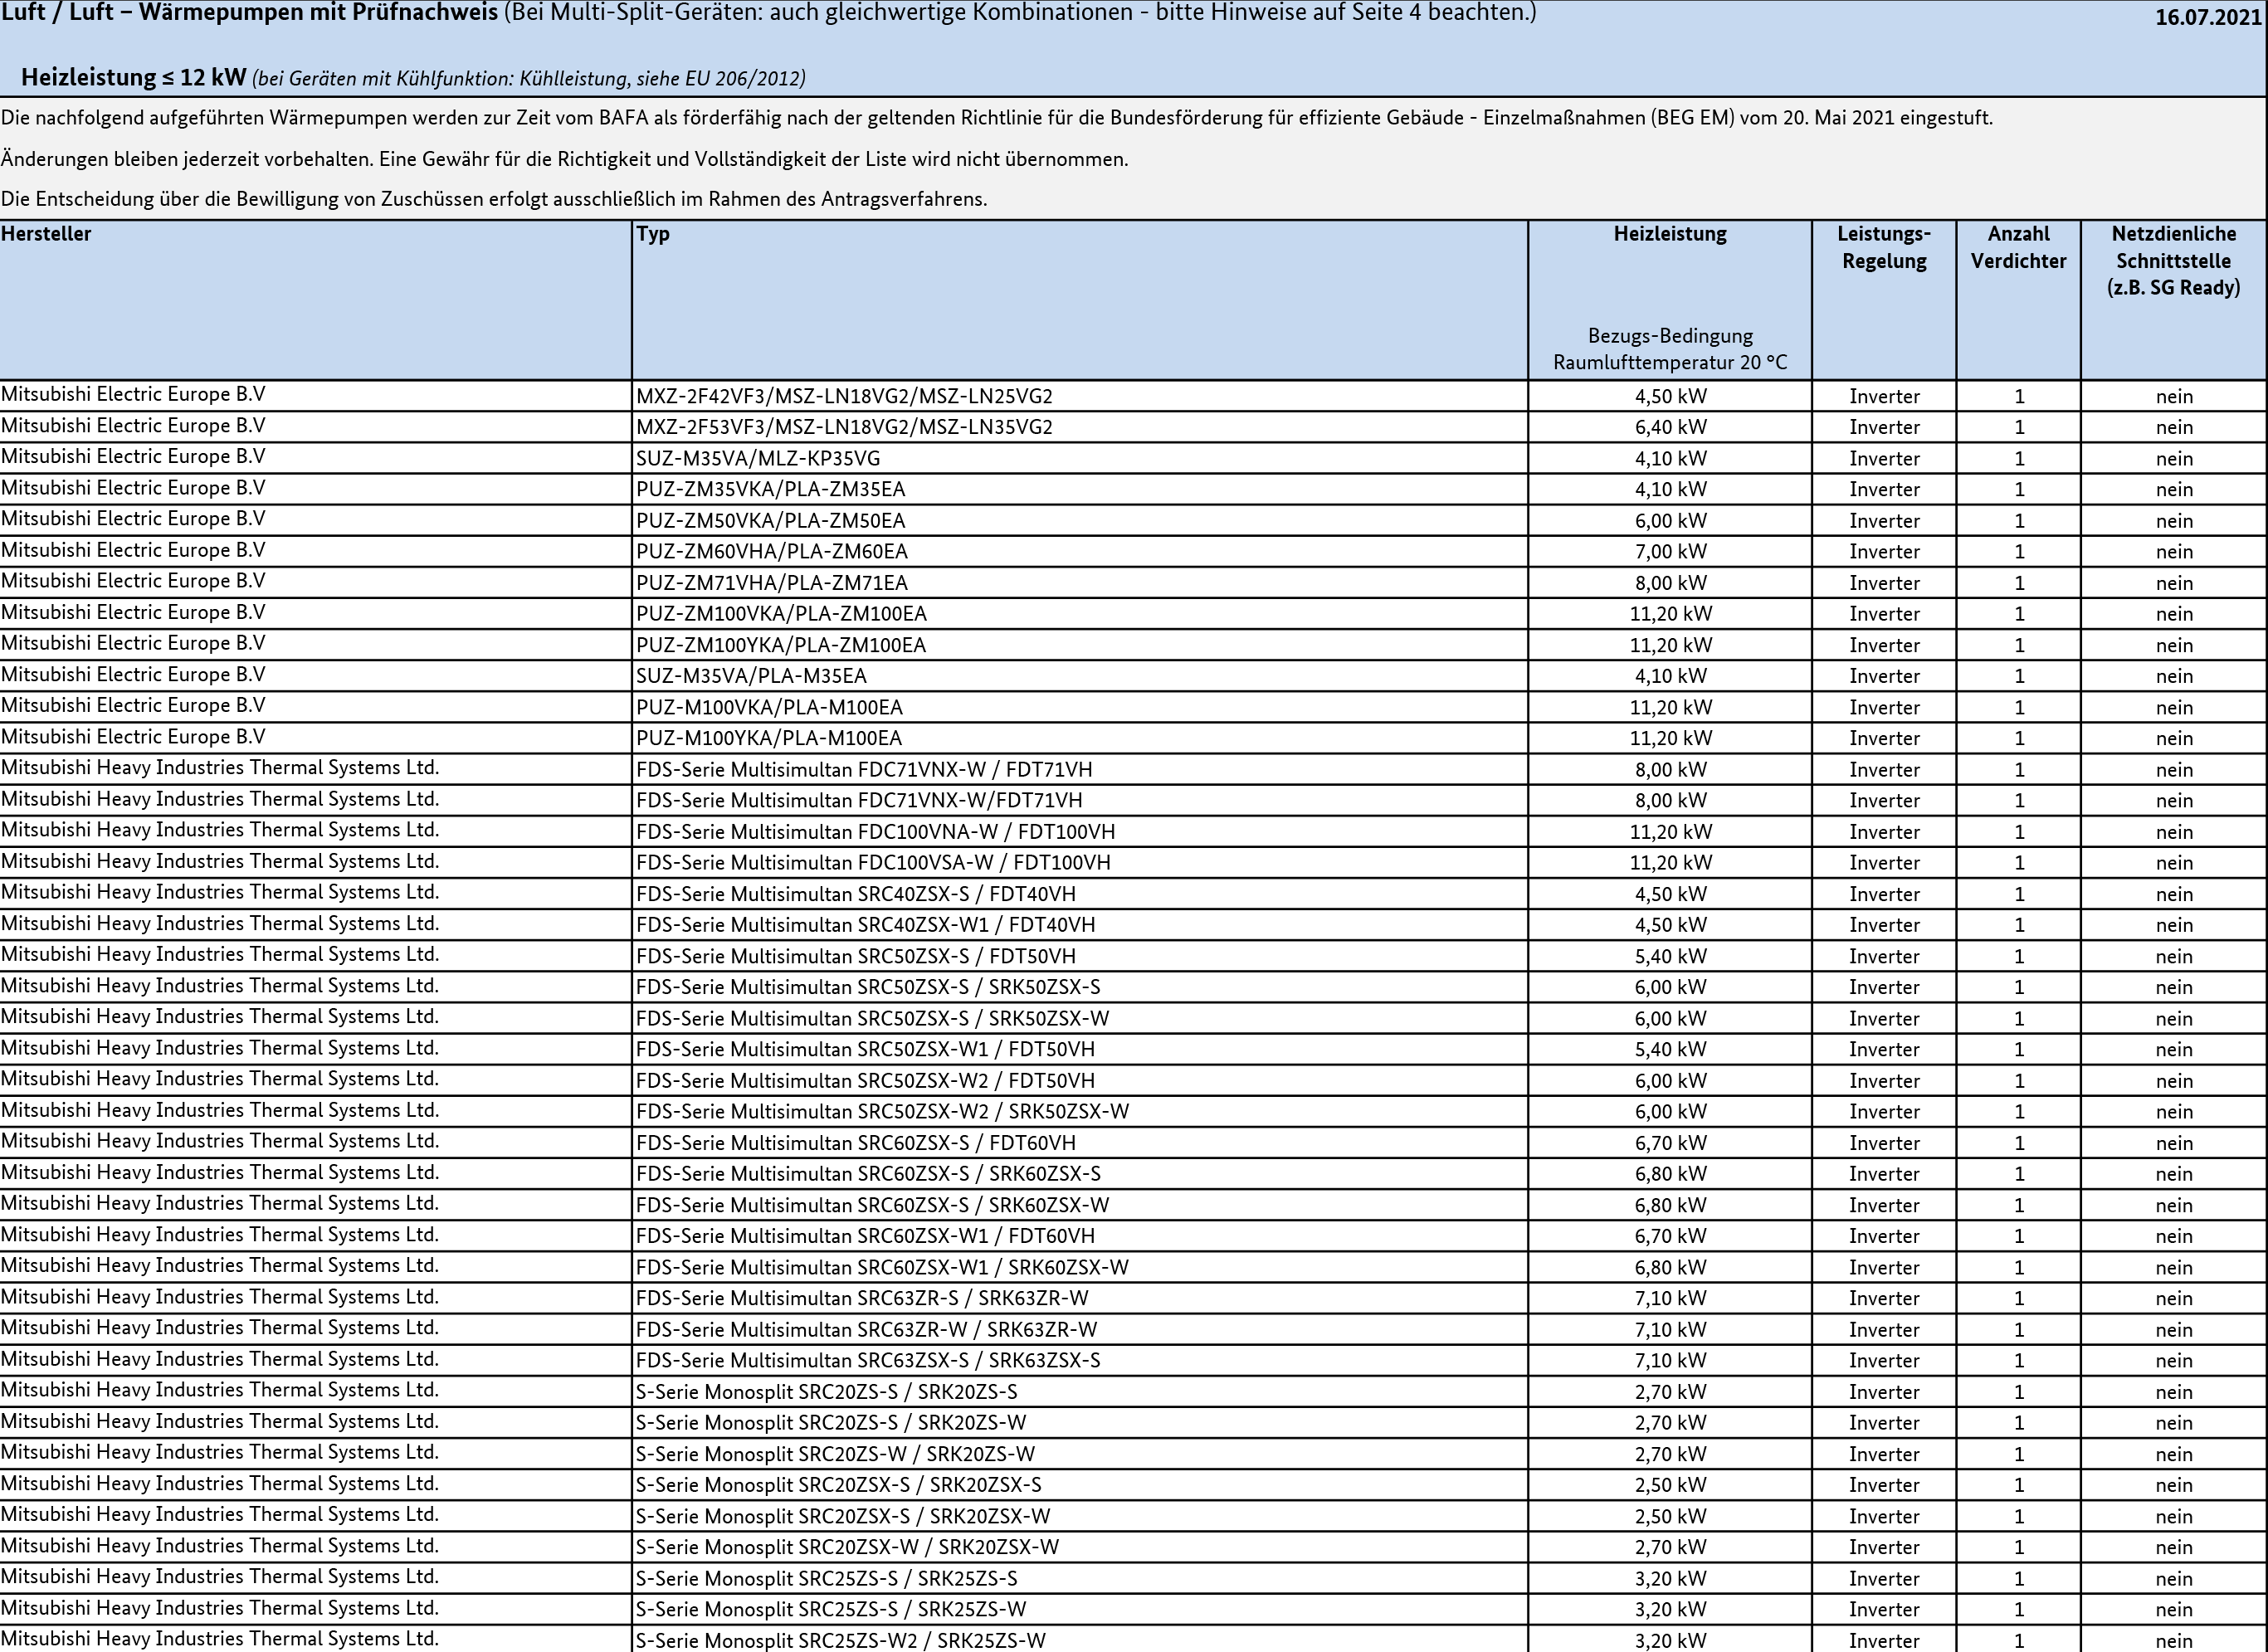 Luft / Luft – Wärmepumpen mit Prüfnachweis (Bei Multi-Split-Geräten: auch gleichwertige Kombinationen - bitte Hinweise auf Seite 4 beachten.) 16.07.2021
Heizleistung ≤ 12 kW (bei Geräten mit Kühlfunktion: Kühlleistung, siehe EU 206/2012)
Die nachfolgend aufgeführten Wärmepumpen werden zur Zeit vom BAFA als förderfähig nach der geltenden Richtlinie für die Bundesförderung für effiziente Gebäude - Einzelmaßnahmen (BEG EM) vom 20. Mai 2021 eingestuft.
Änderungen bleiben jederzeit vorbehalten. Eine Gewähr für die Richtigkeit und Vollständigkeit der Liste wird nicht übernommen.
Die Entscheidung über die Bewilligung von Zuschüssen erfolgt ausschließlich im Rahmen des Antragsverfahrens.
Hersteller Typ Heizleistung Leistungs- Anzahl Netzdienliche
Regelung Verdichter Schnittstelle
(z.B. SG Ready)
Bezugs-Bedingung
Raumlufttemperatur 20 °C
Mitsubishi Electric Europe B.V MXZ-2F42VF3/MSZ-LN18VG2/MSZ-LN25VG2 4,50 kW Inverter 1 nein
Mitsubishi Electric Europe B.V MXZ-2F53VF3/MSZ-LN18VG2/MSZ-LN35VG2 6,40 kW Inverter 1 nein
Mitsubishi Electric Europe B.V SUZ-M35VA/MLZ-KP35VG 4,10 kW Inverter 1 nein
Mitsubishi Electric Europe B.V PUZ-ZM35VKA/PLA-ZM35EA 4,10 kW Inverter 1 nein
Mitsubishi Electric Europe B.V PUZ-ZM50VKA/PLA-ZM50EA 6,00 kW Inverter 1 nein
Mitsubishi Electric Europe B.V PUZ-ZM60VHA/PLA-ZM60EA 7,00 kW Inverter 1 nein
Mitsubishi Electric Europe B.V PUZ-ZM71VHA/PLA-ZM71EA 8,00 kW Inverter 1 nein
Mitsubishi Electric Europe B.V PUZ-ZM100VKA/PLA-ZM100EA 11,20 kW Inverter 1 nein
Mitsubishi Electric Europe B.V PUZ-ZM100YKA/PLA-ZM100EA 11,20 kW Inverter 1 nein
Mitsubishi Electric Europe B.V SUZ-M35VA/PLA-M35EA 4,10 kW Inverter 1 nein
Mitsubishi Electric Europe B.V PUZ-M100VKA/PLA-M100EA 11,20 kW Inverter 1 nein
Mitsubishi Electric Europe B.V PUZ-M100YKA/PLA-M100EA 11,20 kW Inverter 1 nein
Mitsubishi Heavy Industries Thermal Systems Ltd. FDS-Serie Multisimultan FDC71VNX-W / FDT71VH 8,00 kW Inverter 1 nein
Mitsubishi Heavy Industries Thermal Systems Ltd. FDS-Serie Multisimultan FDC71VNX-W/FDT71VH 8,00 kW Inverter 1 nein
Mitsubishi Heavy Industries Thermal Systems Ltd. FDS-Serie Multisimultan FDC100VNA-W / FDT100VH 11,20 kW Inverter 1 nein
Mitsubishi Heavy Industries Thermal Systems Ltd. FDS-Serie Multisimultan FDC100VSA-W / FDT100VH 11,20 kW Inverter 1 nein
Mitsubishi Heavy Industries Thermal Systems Ltd. FDS-Serie Multisimultan SRC40ZSX-S / FDT40VH 4,50 kW Inverter 1 nein
Mitsubishi Heavy Industries Thermal Systems Ltd. FDS-Serie Multisimultan SRC40ZSX-W1 / FDT40VH 4,50 kW Inverter 1 nein
Mitsubishi Heavy Industries Thermal Systems Ltd. FDS-Serie Multisimultan SRC50ZSX-S / FDT50VH 5,40 kW Inverter 1 nein
Mitsubishi Heavy Industries Thermal Systems Ltd. FDS-Serie Multisimultan SRC50ZSX-S / SRK50ZSX-S 6,00 kW Inverter 1 nein
Mitsubishi Heavy Industries Thermal Systems Ltd. FDS-Serie Multisimultan SRC50ZSX-S / SRK50ZSX-W 6,00 kW Inverter 1 nein
Mitsubishi Heavy Industries Thermal Systems Ltd. FDS-Serie Multisimultan SRC50ZSX-W1 / FDT50VH 5,40 kW Inverter 1 nein
Mitsubishi Heavy Industries Thermal Systems Ltd. FDS-Serie Multisimultan SRC50ZSX-W2 / FDT50VH 6,00 kW Inverter 1 nein
Mitsubishi Heavy Industries Thermal Systems Ltd. FDS-Serie Multisimultan SRC50ZSX-W2 / SRK50ZSX-W 6,00 kW Inverter 1 nein
Mitsubishi Heavy Industries Thermal Systems Ltd. FDS-Serie Multisimultan SRC60ZSX-S / FDT60VH 6,70 kW Inverter 1 nein
Mitsubishi Heavy Industries Thermal Systems Ltd. FDS-Serie Multisimultan SRC60ZSX-S / SRK60ZSX-S 6,80 kW Inverter 1 nein
Mitsubishi Heavy Industries Thermal Systems Ltd. FDS-Serie Multisimultan SRC60ZSX-S / SRK60ZSX-W 6,80 kW Inverter 1 nein
Mitsubishi Heavy Industries Thermal Systems Ltd. FDS-Serie Multisimultan SRC60ZSX-W1 / FDT60VH 6,70 kW Inverter 1 nein
Mitsubishi Heavy Industries Thermal Systems Ltd. FDS-Serie Multisimultan SRC60ZSX-W1 / SRK60ZSX-W 6,80 kW Inverter 1 nein
Mitsubishi Heavy Industries Thermal Systems Ltd. FDS-Serie Multisimultan SRC63ZR-S / SRK63ZR-W 7,10 kW Inverter 1 nein
Mitsubishi Heavy Industries Thermal Systems Ltd. FDS-Serie Multisimultan SRC63ZR-W / SRK63ZR-W 7,10 kW Inverter 1 nein
Mitsubishi Heavy Industries Thermal Systems Ltd. FDS-Serie Multisimultan SRC63ZSX-S / SRK63ZSX-S 7,10 kW Inverter 1 nein
Mitsubishi Heavy Industries Thermal Systems Ltd. S-Serie Monosplit SRC20ZS-S / SRK20ZS-S 2,70 kW Inverter 1 nein
Mitsubishi Heavy Industries Thermal Systems Ltd. S-Serie Monosplit SRC20ZS-S / SRK20ZS-W 2,70 kW Inverter 1 nein
Mitsubishi Heavy Industries Thermal Systems Ltd. S-Serie Monosplit SRC20ZS-W / SRK20ZS-W 2,70 kW Inverter 1 nein
Mitsubishi Heavy Industries Thermal Systems Ltd. S-Serie Monosplit SRC20ZSX-S / SRK20ZSX-S 2,50 kW Inverter 1 nein
Mitsubishi Heavy Industries Thermal Systems Ltd. S-Serie Monosplit SRC20ZSX-S / SRK20ZSX-W 2,50 kW Inverter 1 nein
Mitsubishi Heavy Industries Thermal Systems Ltd. S-Serie Monosplit SRC20ZSX-W / SRK20ZSX-W 2,70 kW Inverter 1 nein
Mitsubishi Heavy Industries Thermal Systems Ltd. S-Serie Monosplit SRC25ZS-S / SRK25ZS-S 3,20 kW Inverter 1 nein
Mitsubishi Heavy Industries Thermal Systems Ltd. S-Serie Monosplit SRC25ZS-S / SRK25ZS-W 3,20 kW Inverter 1 nein
Mitsubishi Heavy Industries Thermal Systems Ltd. S-Serie Monosplit SRC25ZS-W2 / SRK25ZS-W 3,20 kW Inverter 1 nein